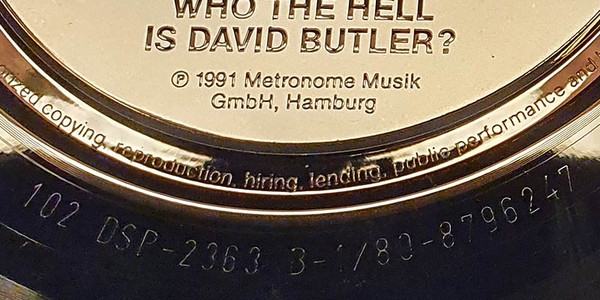 WHO THE HELL
IS DAVID BUTLER?
℗ 1991 Metronome Musik
GmbH, Hamburg
copying, reproduction, hiring, lending, public performance and
102 DSP-2363 3-1/80-8796247